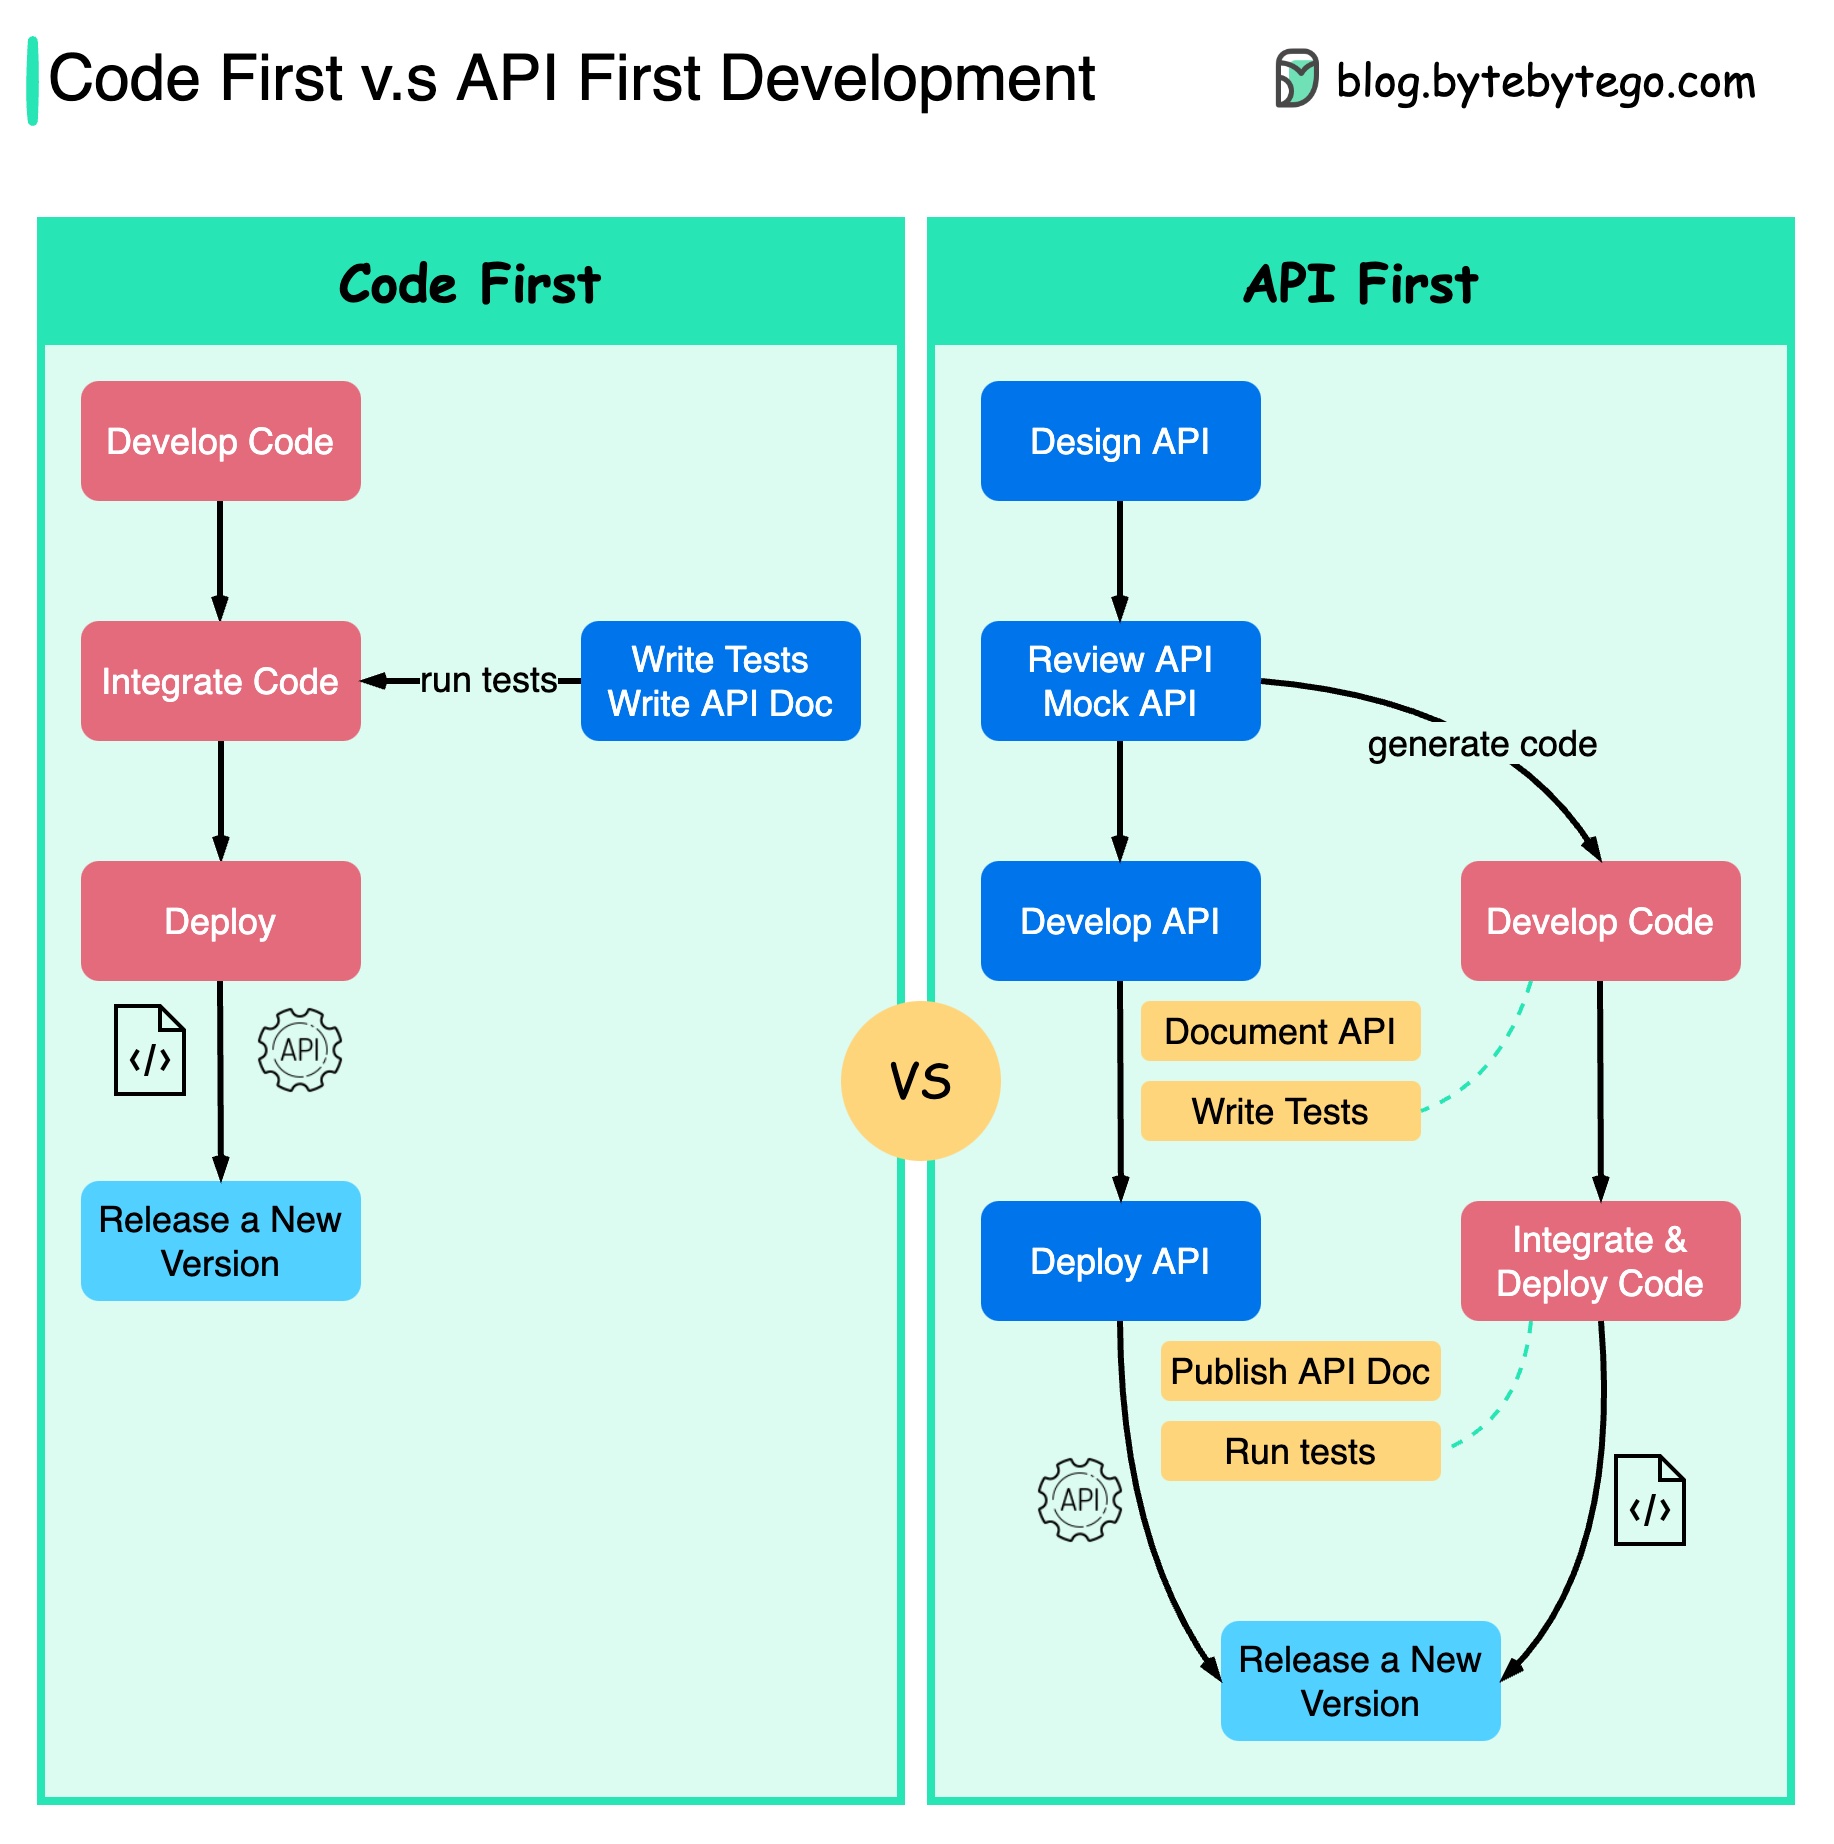 Code First v.s API First Development
blog.bytebytego.com
Code First
Develop Code
Integrate Code
run tests
Write Tests
Write API Doc
Deploy
</>
API
Release a New
Version
VS
API First
Design API
Review API
Mock API
generate code
Develop API
Develop Code
Document API
Write Tests
Deploy API
Integrate &
Deploy Code
Publish API Doc
Run tests
API
</>
Release a New
Version